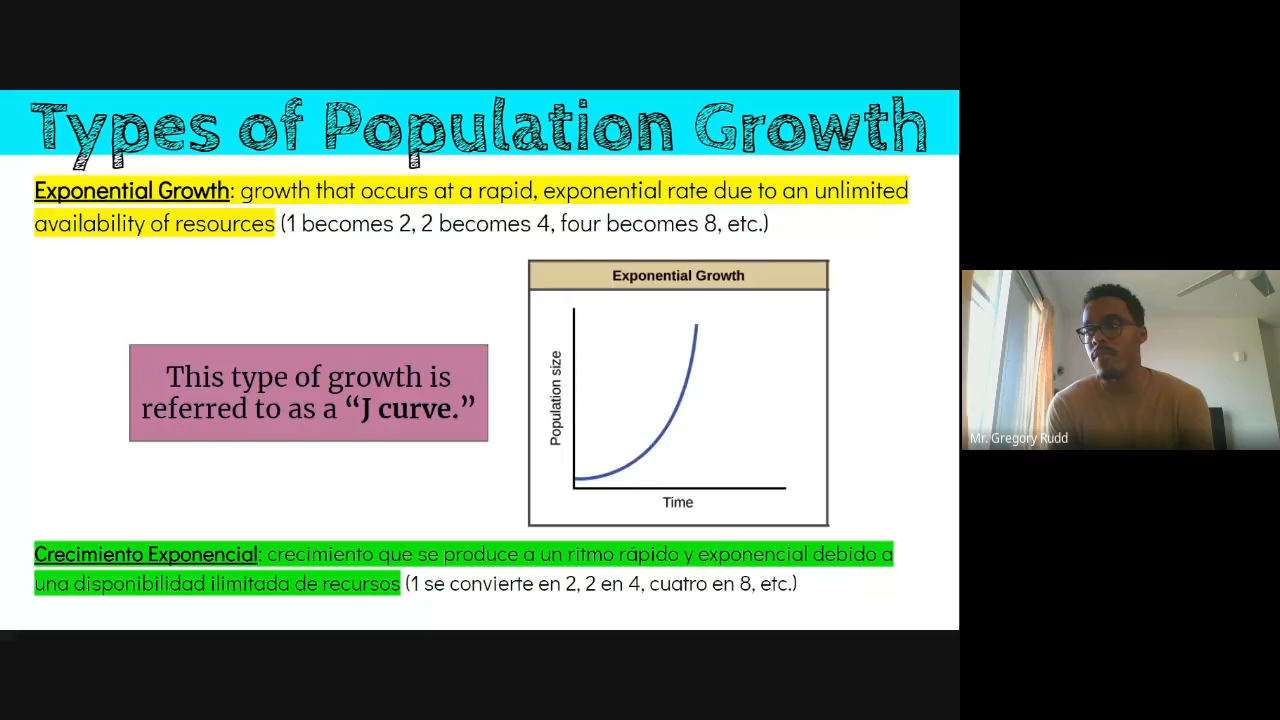 Types of Population Growth
Exponential Growth: growth that occurs at a rapid, exponential rate due to an unlimited
availability of resources (1 becomes 2, 2 becomes 4, four becomes 8, etc.)
This type of growth is
referred to as a “J curve.”
Exponential Growth
Population size
Time
Crecimiento Exponencial: crecimiento que se produce a un ritmo rápido y exponencial debido a
una disponibilidad ilimitada de recursos (1 se convierte en 2, 2 en 4, cuatro en 8, etc.)
Mr. Gregory Rudd